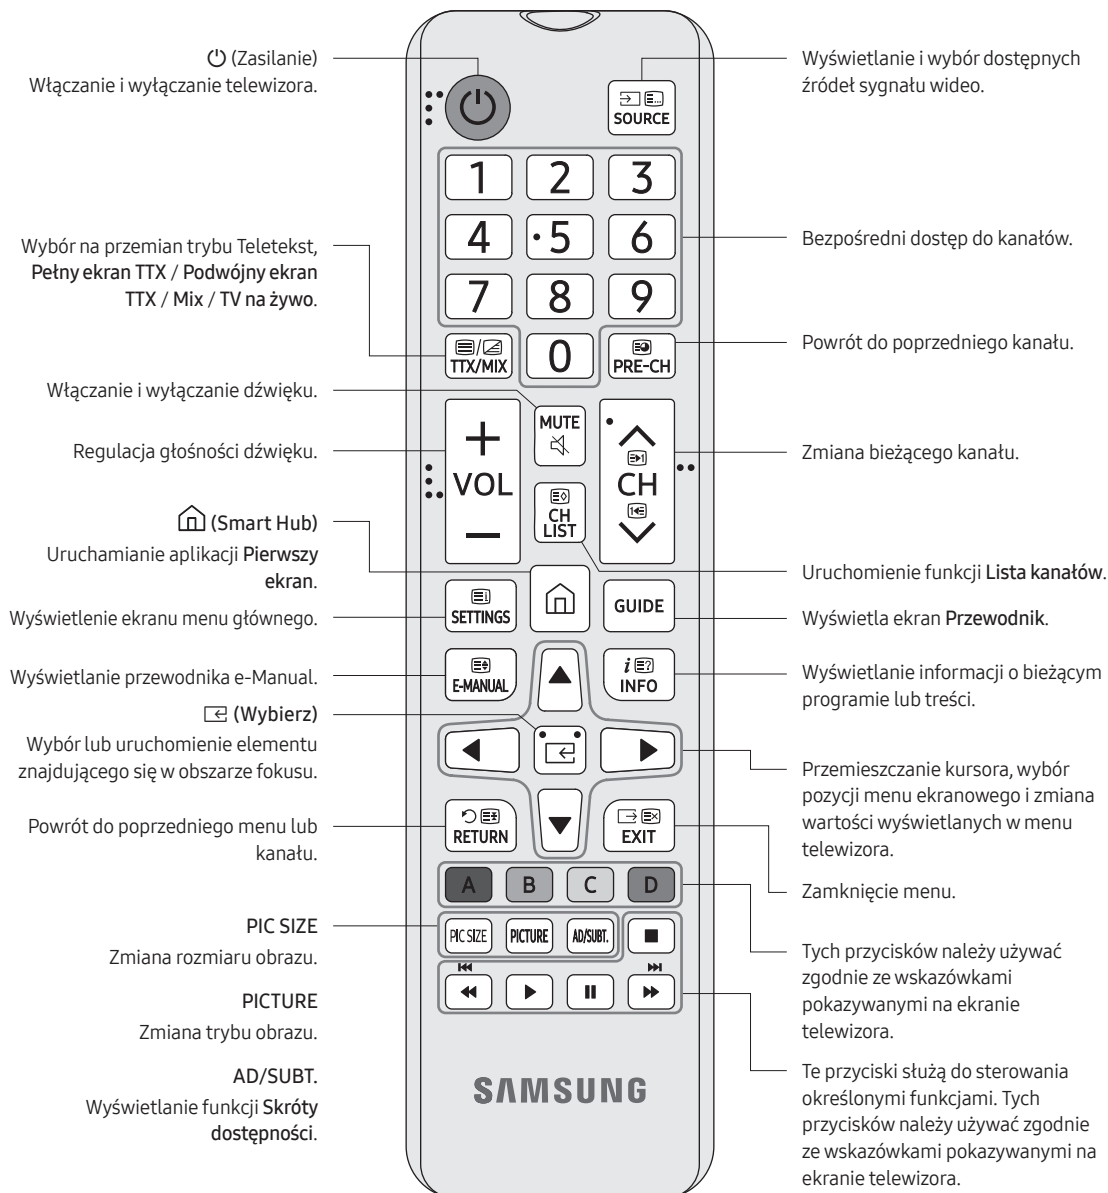 (Zasilanie)
Włączanie i wyłączanie telewizora.
Wybór na przemian trybu Teletekst,
Pełny ekran TTX / Podwójny ekran
TTX / Mix / TV na żywo.
Włączanie i wyłączanie dźwięku.
Regulacja głośności dźwięku.
(Smart Hub)
Uruchamianie aplikacji Pierwszy
ekran.
Wyświetlenie ekranu menu głównego.
Wyświetlanie przewodnika e-Manual.
(Wybierz)
Wybór lub uruchomienie elementu
znajdującego się w obszarze fokusu.
Powrót do poprzedniego menu lub
kanału.
PIC SIZE
Zmiana rozmiaru obrazu.
PICTURE
Zmiana trybu obrazu.
AD/SUBT.
Wyświetlanie funkcji Skróty
dostępności.
SOURCE
1 2 3
4 5 6
7 8 9
TTX/MIX 0 PRE-CH
MUTE
+ VOL −
CH
CH
LIST
SETTINGS
GUIDE
E-MANUAL
i
INFO
RETURN
EXIT
A B C D
PIC SIZE PICTURE AD/SUBT.
SAMSUNG
Wyświetlanie i wybór dostępnych
źródeł sygnału wideo.
Bezpośredni dostęp do kanałów.
Powrót do poprzedniego kanału.
Zmiana bieżącego kanału.
Uruchomienie funkcji Lista kanałów.
Wyświetla ekran Przewodnik.
Wyświetlanie informacji o bieżącym
programie lub treści.
Przemieszczanie kursora, wybór
pozycji menu ekranowego i zmiana
wartości wyświetlanych w menu
telewizora.
Zamknięcie menu.
Tych przycisków należy używać
zgodnie ze wskazówkami
pokazywanymi na ekranie
telewizora.
Te przyciski służą do sterowania
określonymi funkcjami. Tych
przycisków należy używać zgodnie
ze wskazówkami pokazywanymi na
ekranie telewizora.